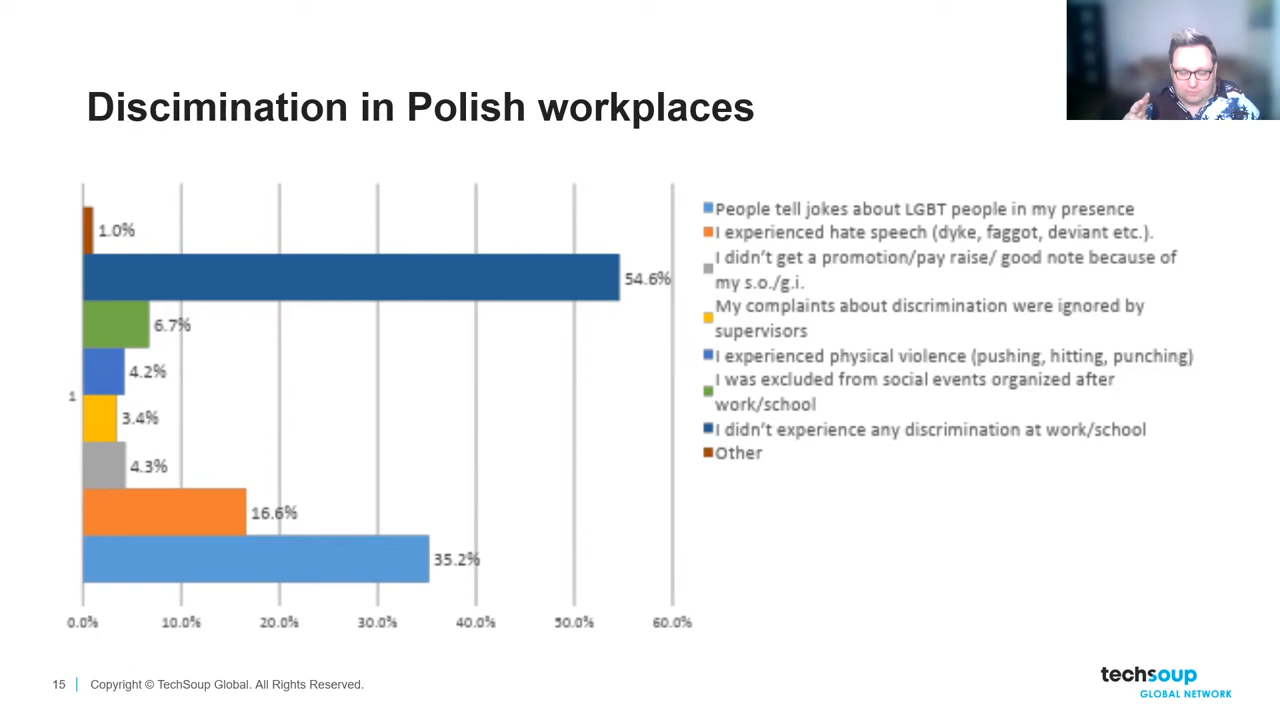 Discimination in Polish workplaces
1.0%
54.6%
6.7%
4.2%
1
3.4%
4.3%
16.6%
35.2%
0.0%
10.0%
20.0%
30.0%
40.0%
50.0%
60.0%
People tell jokes about LGBT people in my presence
I experienced hate speech (dyke, faggot, deviant etc.).
I didn't get a promotion/pay raise/ good note because of
my s.o./g.i.
My complaints about discrimination were ignored by
supervisors
I experienced physical violence (pushing, hitting, punching)
I was excluded from social events organized after
work/school
I didn't experience any discrimination at work/school
Other
15
Copyright © TechSoup Global. All Rights Reserved.
techsoup
GLOBAL NETWORK